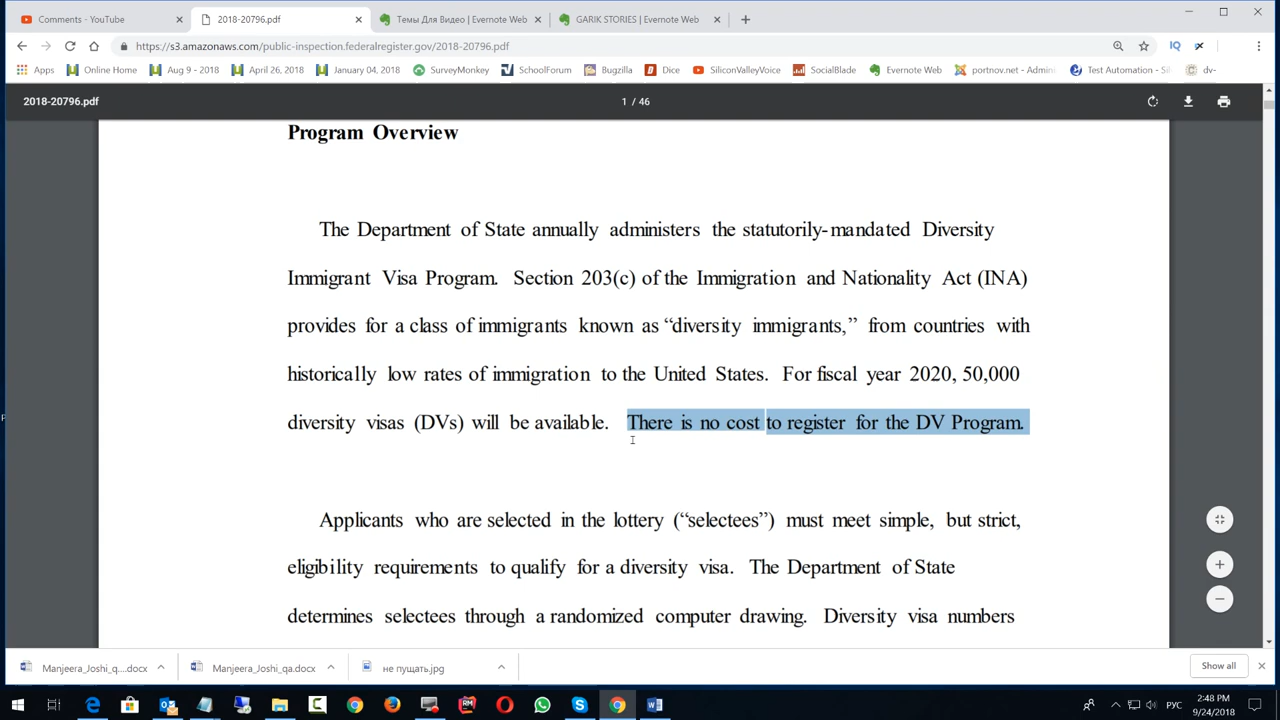 Comments - YouTube
2018-20796.pdf
Темы Для Видео | Evernote Web
GARIK STORIES | Evernote Web
https://s3.amazonaws.com/public-inspection.federalregister.gov/2018-20796.pdf
IQ
Apps
Online Home
Aug 9 - 2018
April 26, 2018
January 04, 2018
SurveyMonkey
SchoolForum
Bugzilla
Dice
SiliconValleyVoice
SocialBlade
Evernote Web
portnov.net - Admin
Test Automation - Sil
dv-
2018-20796.pdf
1 / 46
Program Overview
The Department of State annually administers the statutorily-mandated Diversity
Immigrant Visa Program. Section 203(c) of the Immigration and Nationality Act (INA)
provides for a class of immigrants known as “diversity immigrants,” from countries with
historically low rates of immigration to the United States. For fiscal year 2020, 50,000
diversity visas (DVs) will be available. There is no cost to register for the DV Program.
Applicants who are selected in the lottery (“selectees”) must meet simple, but strict,
eligibility requirements to qualify for a diversity visa. The Department of State
determines selectees through a randomized computer drawing. Diversity visa numbers
Manjeera_Joshi_q....docx
Manjeera_Joshi_qa.docx
не пущать.jpg
Show all
РУС
2:48 PM
9/24/2018